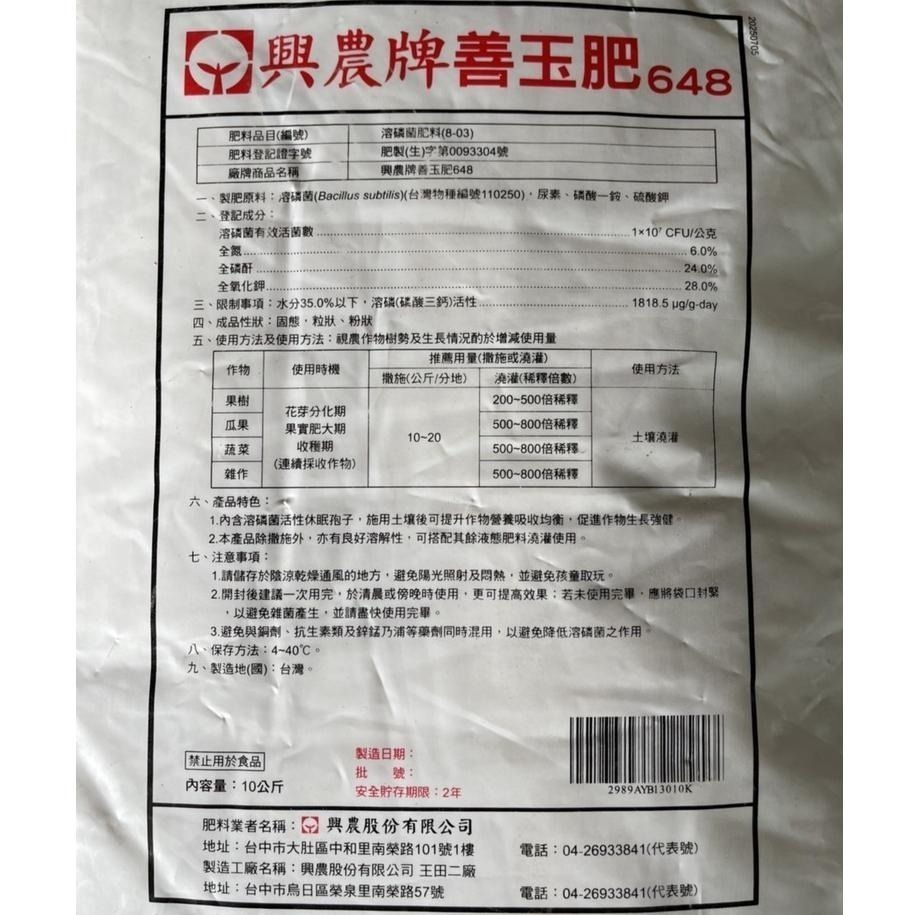 20250705
興農牌善玉肥648
肥料品目(編號) 溶磷菌肥料(8-03)
肥料登記證字號 肥製(生)字第0093304號
廠牌商品名稱 興農牌善玉肥648
一、製肥原料：溶磷菌(Bacillus subtilis)(台灣物種編號110250)，尿素、磷酸一銨、硫酸鉀
二、登記成分：
溶磷菌有效活菌數 1×10⁷ CFU/公克
全氮 6.0%
全磷酐 24.0%
全氧化鉀 28.0%
三、限制事項：水分35.0%以下，溶磷(磷酸三鈣)活性 1818.5 μg/g-day
四、成品性狀：固態，粒狀、粉狀
五、使用方法及使用方法：視農作物樹勢及生長情況酌於增減使用量
作物 使用時機 推薦用量(撒施或澆灌) 使用方法
撒施(公斤/分地) 澆灌(稀釋倍數)
果樹 200~500倍稀釋
瓜果 500~800倍稀釋
蔬菜 500~800倍稀釋
雜作 500~800倍稀釋
花芽分化期
果實肥大期
收穫期
(連續採收作物)
10~20
土壤澆灌
六、產品特色：
1.內含溶磷菌活性休眠孢子，施用土壤後可提升作物營養吸收均衡，促進作物生長強健。
2.本產品除撒施外，亦有良好溶解性，可搭配其餘液態肥料澆灌使用。
七、注意事項：
1.請儲存於陰涼乾燥通風的地方，避免陽光照射及悶熱，並避免孩童取玩。
2.開封後建議一次用完，於清晨或傍晚時使用，更可提高效果；若未使用完畢，應將袋口封緊
，以避免雜菌產生，並請盡快使用完畢。
3.避免與銅劑、抗生素類及鋅錳乃浦等藥劑同時混用，以避免降低溶磷菌之作用。
八、保存方法：4~40℃。
九、製造地(國)：台灣。
禁止用於食品
內容量：10公斤
製造日期：
批 號：
安全貯存期限：2年
2989AYB13010K
肥料業者名稱：興農股份有限公司
地址：台中市大肚區中和里南榮路101號1樓 電話：04-26933841(代表號)
製造工廠名稱：興農股份有限公司 王田二廠
地址：台中市烏日區榮泉里南榮路57號 電話：04-26933841(代表號)